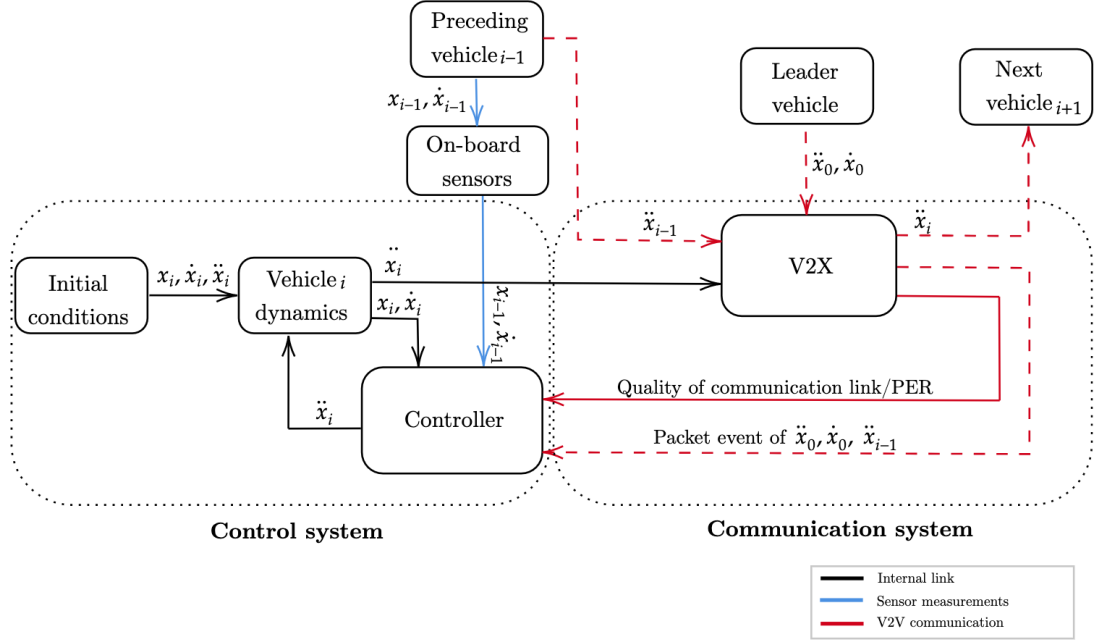 Preceding
vehicle i−1
Leader
vehicle
Next
vehicle i+1
x_{i−1}, ẋ_{i−1}
On-board
sensors
ẍ_0, ẋ_0
ẍ_{i−1}
ẍ_i
V2X
Initial
conditions
x_i, ẋ_i, ẍ_i
Vehicle i
dynamics
ẍ_i
x_i, ẋ_i
x_{i−1}, ẋ_{i−1}
Quality of communication link/PER
Controller
ẍ_i
Packet event of ẍ_0, ẋ_0, ẍ_{i−1}
Control system
Communication system
Internal link
Sensor measurements
V2V communication